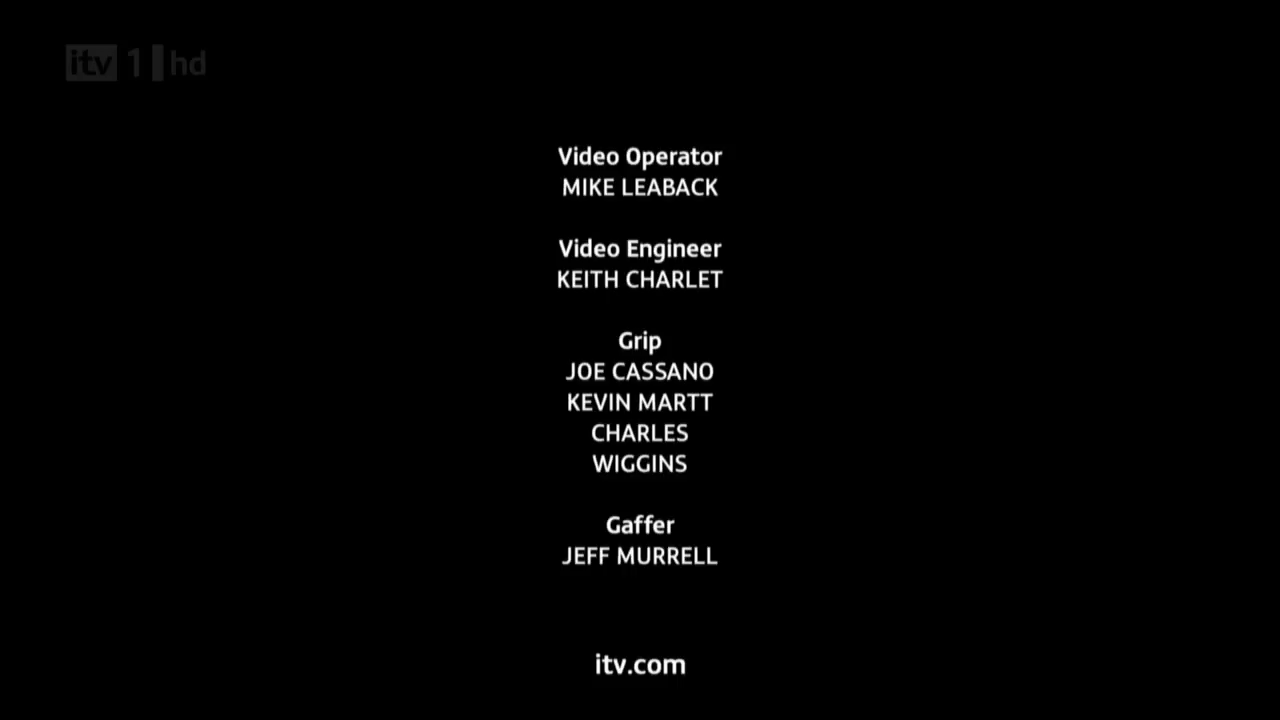 itv 1 hd
Video Operator
MIKE LEABACK
Video Engineer
KEITH CHARLET
Grip
JOE CASSANO
KEVIN MARTT
CHARLES
WIGGINS
Gaffer
JEFF MURRELL
itv.com